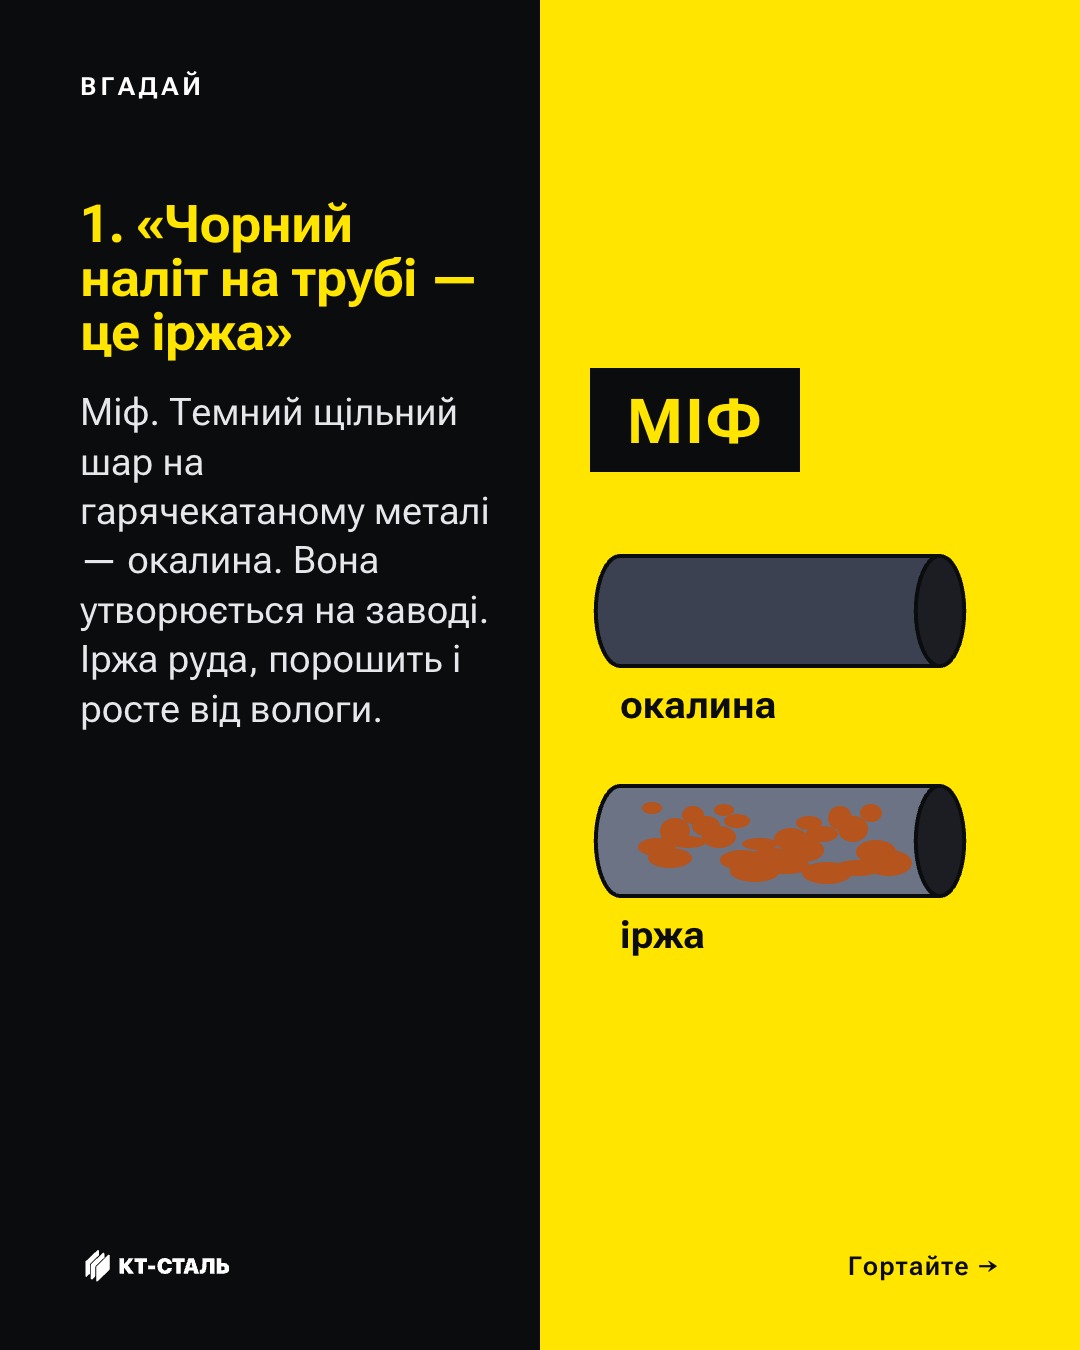 ВГАДАЙ
1. «Чорний
наліт на трубі —
це іржа»
Міф. Темний щільний
шар на
гарячекатаному металі
— окалина. Вона
утворюється на заводі.
Іржа руда, порошить і
росте від вологи.
МІФ
окалина
іржа
КТ-СТАЛЬ
Гортайте →